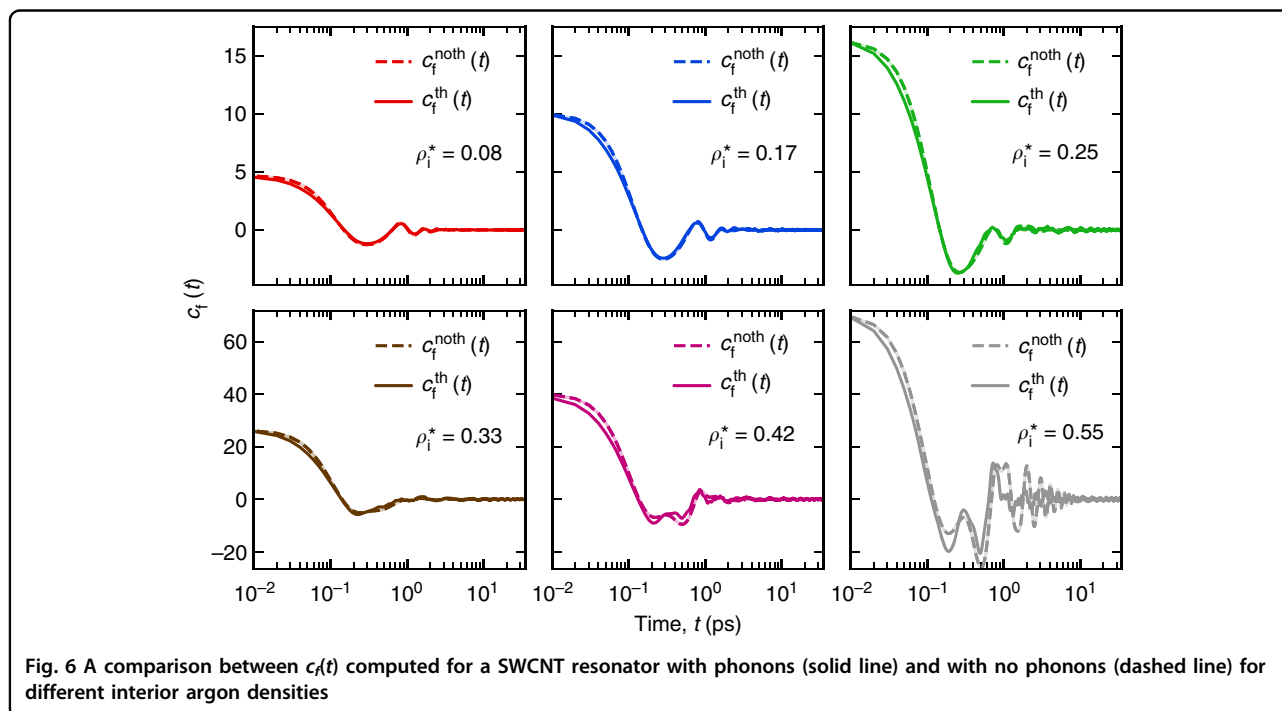 15
10
5
0
c_f^noth (t)
c_f^th (t)
ρ_i^* = 0.08
c_f^noth (t)
c_f^th (t)
ρ_i^* = 0.17
c_f^noth (t)
c_f^th (t)
ρ_i^* = 0.25
c_f (t)
60
40
20
0
−20
c_f^noth (t)
c_f^th (t)
ρ_i^* = 0.33
c_f^noth (t)
c_f^th (t)
ρ_i^* = 0.42
c_f^noth (t)
c_f^th (t)
ρ_i^* = 0.55
10^−2 10^−1 10^0 10^1 10^−2 10^−1 10^0 10^1 10^−2 10^−1 10^0 10^1
Time, t (ps)
Fig. 6 A comparison between c_f(t) computed for a SWCNT resonator with phonons (solid line) and with no phonons (dashed line) for
different interior argon densities